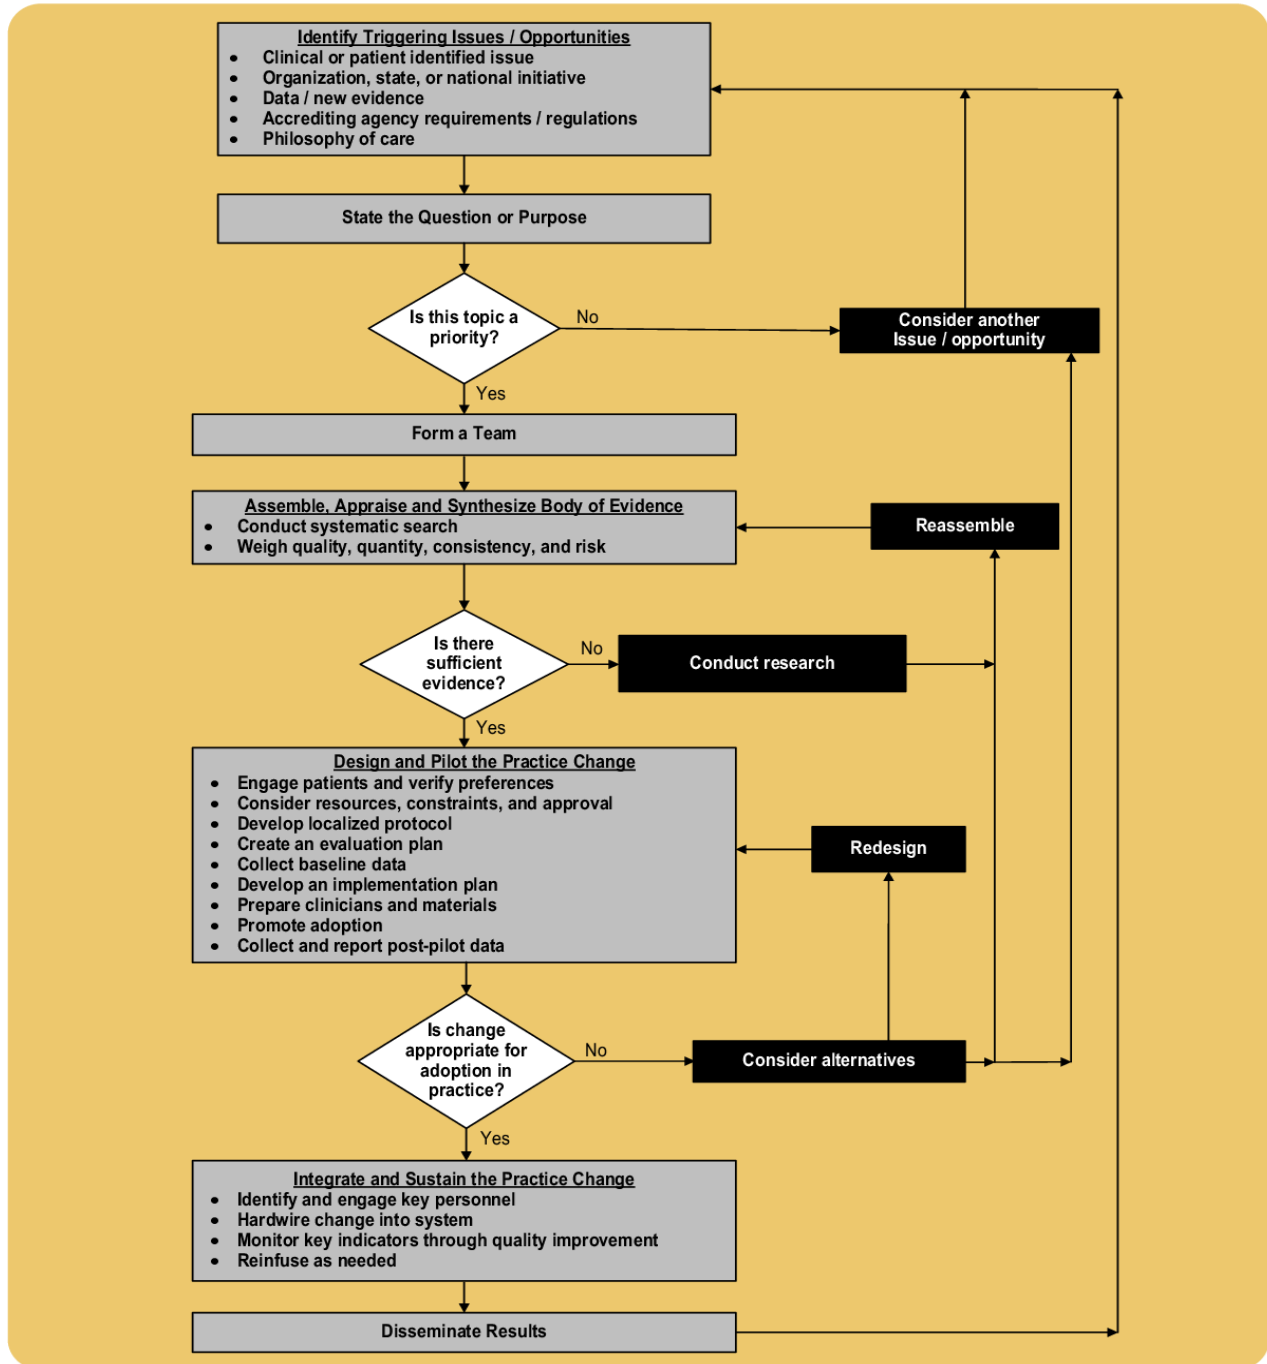 Identify Triggering Issues / Opportunities
• Clinical or patient identified issue
• Organization, state, or national initiative
• Data / new evidence
• Accrediting agency requirements / regulations
• Philosophy of care
State the Question or Purpose
Is this topic a
priority?
No
Consider another
Issue / opportunity
Yes
Form a Team
Assemble, Appraise and Synthesize Body of Evidence
• Conduct systematic search
• Weigh quality, quantity, consistency, and risk
Reassemble
Is there
sufficient
evidence?
No
Conduct research
Yes
Design and Pilot the Practice Change
• Engage patients and verify preferences
• Consider resources, constraints, and approval
• Develop localized protocol
• Create an evaluation plan
• Collect baseline data
• Develop an implementation plan
• Prepare clinicians and materials
• Promote adoption
• Collect and report post-pilot data
Redesign
Is change
appropriate for
adoption in
practice?
No
Consider alternatives
Yes
Integrate and Sustain the Practice Change
• Identify and engage key personnel
• Hardwire change into system
• Monitor key indicators through quality improvement
• Reinfuse as needed
Disseminate Results